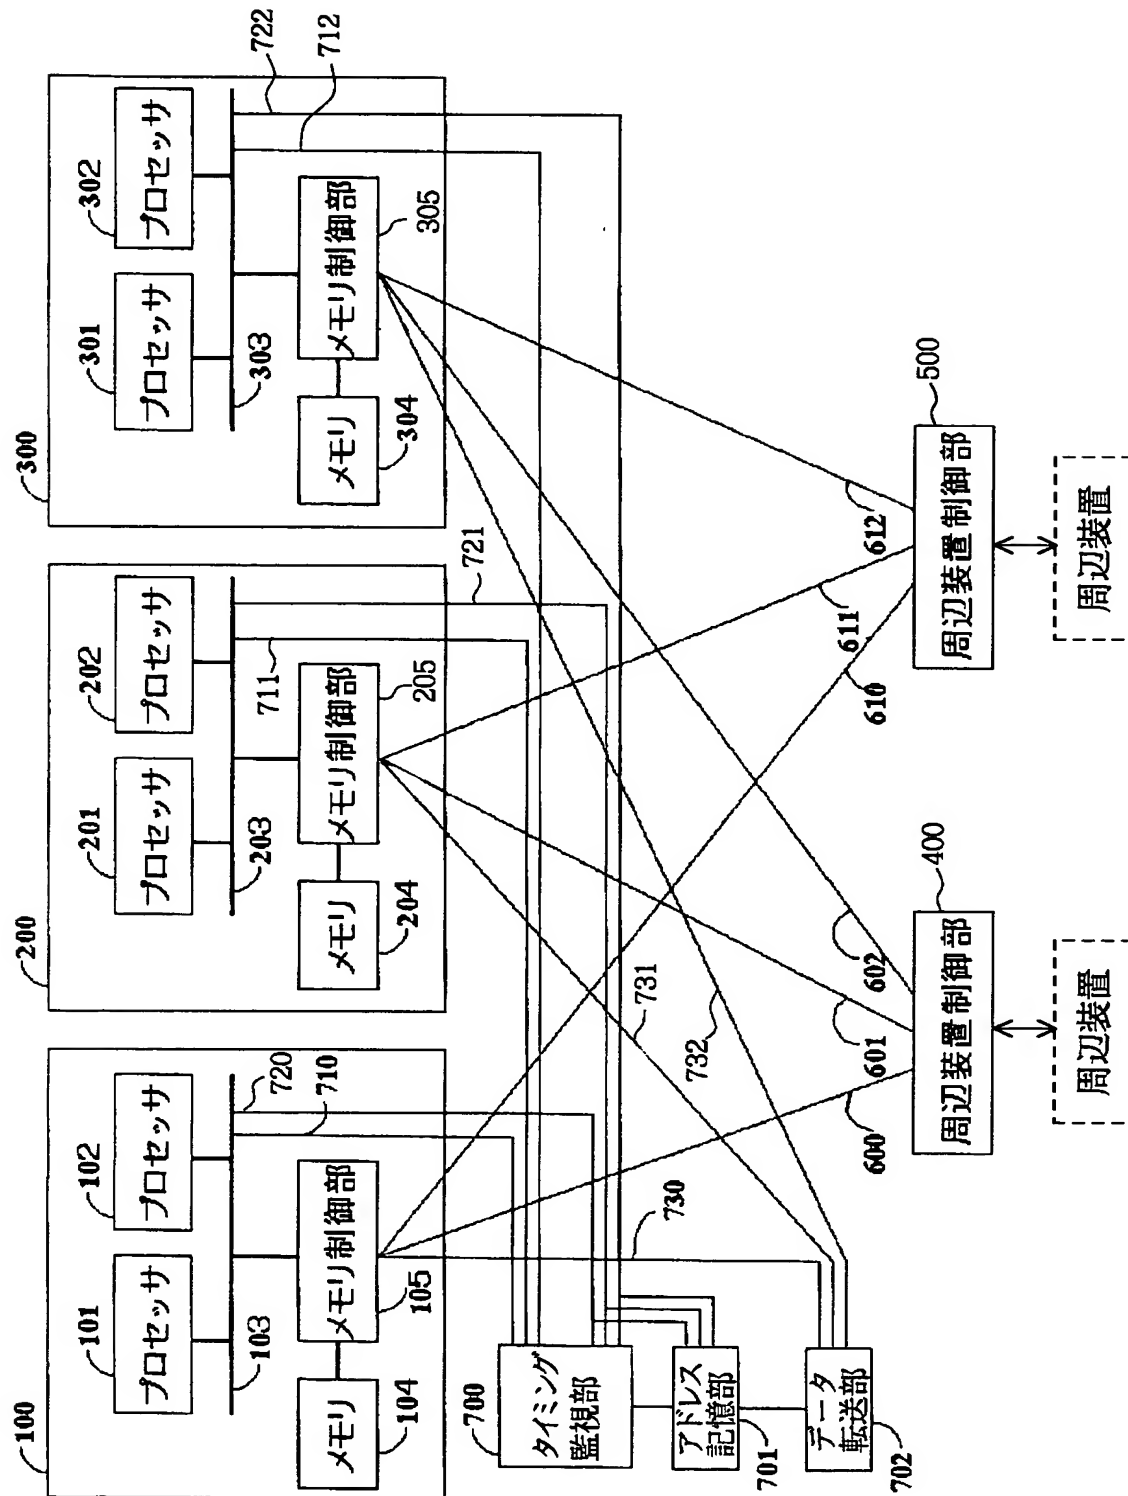 100
101
プロセッサ
102
プロセッサ
103
720
710
メモリ
104
メモリ制御部
105
200
201
プロセッサ
202
プロセッサ
203
711
721
メモリ
204
メモリ制御部
205
300
301
プロセッサ
302
プロセッサ
303
722
712
メモリ
304
メモリ制御部
305
700
タイミング
監視部
アドレス
記憶部
701
データ
転送部
702
730
731
732
600
601
602
610
611
612
400
周辺装置制御部
周辺装置
500
周辺装置制御部
周辺装置